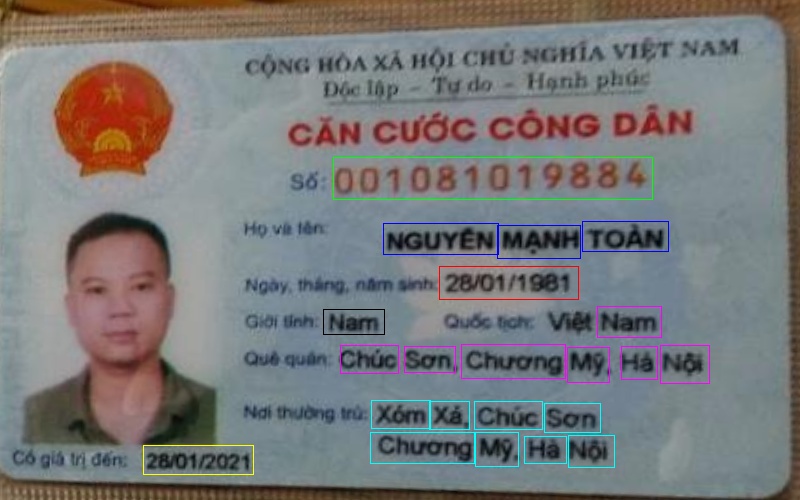 CỘNG HÒA XÃ HỘI CHỦ NGHĨA VIỆT NAM
Độc lập - Tự do - Hạnh phúc
CĂN CƯỚC CÔNG DÂN
Số: 001081019884
Họ và tên: NGUYỄN MẠNH TOÀN
Ngày, tháng, năm sinh: 28/01/1981
Giới tính: Nam Quốc tịch: Việt Nam
Quê quán: Chúc Sơn, Chương Mỹ, Hà Nội
Nơi thường trú: Xóm Xá, Chúc Sơn
Chương Mỹ, Hà Nội
Có giá trị đến: 28/01/2021